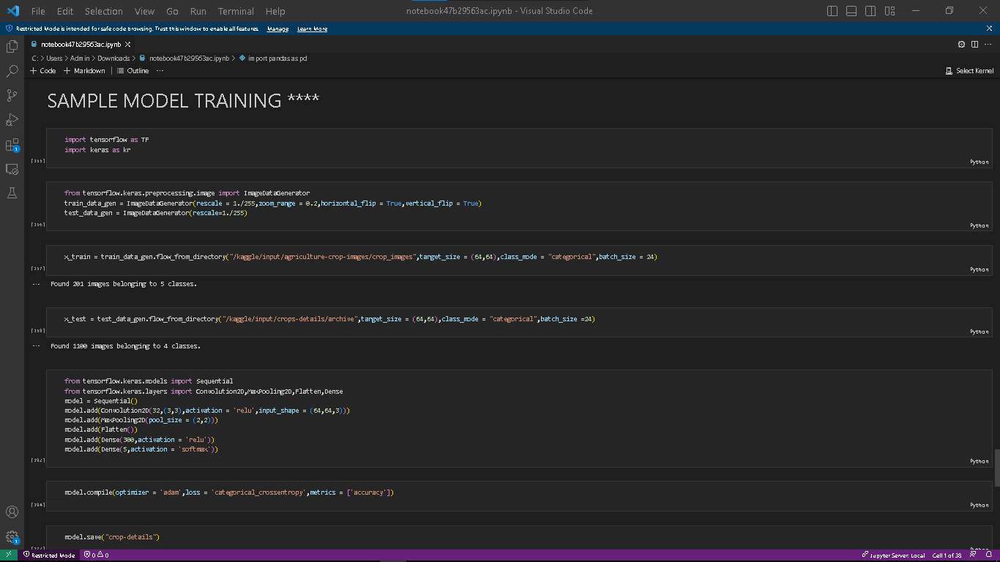 File Edit Selection View Go Run Terminal Help notebook47b29563ac.ipynb - Visual Studio Code
Restricted Mode is intended for safe code browsing. Trust this window to enable all features. Manage Learn More
notebook47b29563ac.ipynb
C: > Users > Admin > Downloads > notebook47b29563ac.ipynb > import pandas as pd
+ Code + Markdown Outline ...
Select Kernel
SAMPLE MODEL TRAINING ****
import tensorflow as TF
import keras as kr
Python
from tensorflow.keras.preprocessing.image import ImageDataGenerator
train_data_gen = ImageDataGenerator(rescale = 1./255,zoom_range = 0.2,horizontal_flip = True,vertical_flip = True)
test_data_gen = ImageDataGenerator(rescale=1./255)
[356]
Python
x_train = train_data_gen.flow_from_directory("/kaggle/input/agriculture-crop-images/crop_images",target_size = (64,64),class_mode = "categorical",batch_size = 24)
[357]
Python
... Found 201 images belonging to 5 classes.
x_test = test_data_gen.flow_from_directory("/kaggle/input/crops-details/archive",target_size = (64,64),class_mode = "categorical",batch_size =24)
[358]
Python
... Found 1100 images belonging to 4 classes.
from tensorflow.keras.models import Sequential
from tensorflow.keras.layers import Convolution2D,MaxPooling2D,Flatten,Dense
model = Sequential()
model.add(Convolution2D(32,(3,3),activation = 'relu',input_shape = (64,64,3)))
model.add(MaxPooling2D(pool_size = (2,2)))
model.add(Flatten())
model.add(Dense(300,activation = 'relu'))
model.add(Dense(5,activation = 'softmax'))
[392]
Python
model.compile(optimizer = 'adam',loss = 'categorical_crossentropy',metrics = ['accuracy'])
[394]
Python
model.save("crop-details")
Restricted Mode 0 0 Jupyter Server: Local Cell 1 of 38